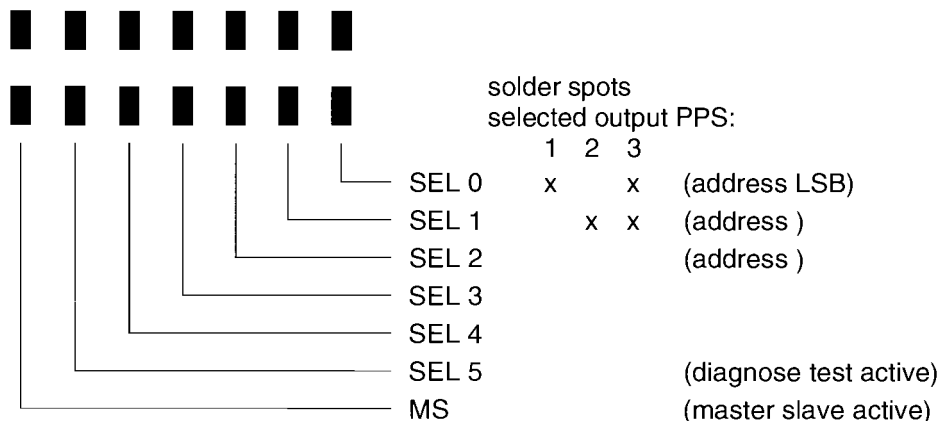 solder spots
selected output PPS:
1 2 3
SEL 0 x x (address LSB)
SEL 1 x x (address )
SEL 2 (address )
SEL 3
SEL 4
SEL 5 (diagnose test active)
MS (master slave active)